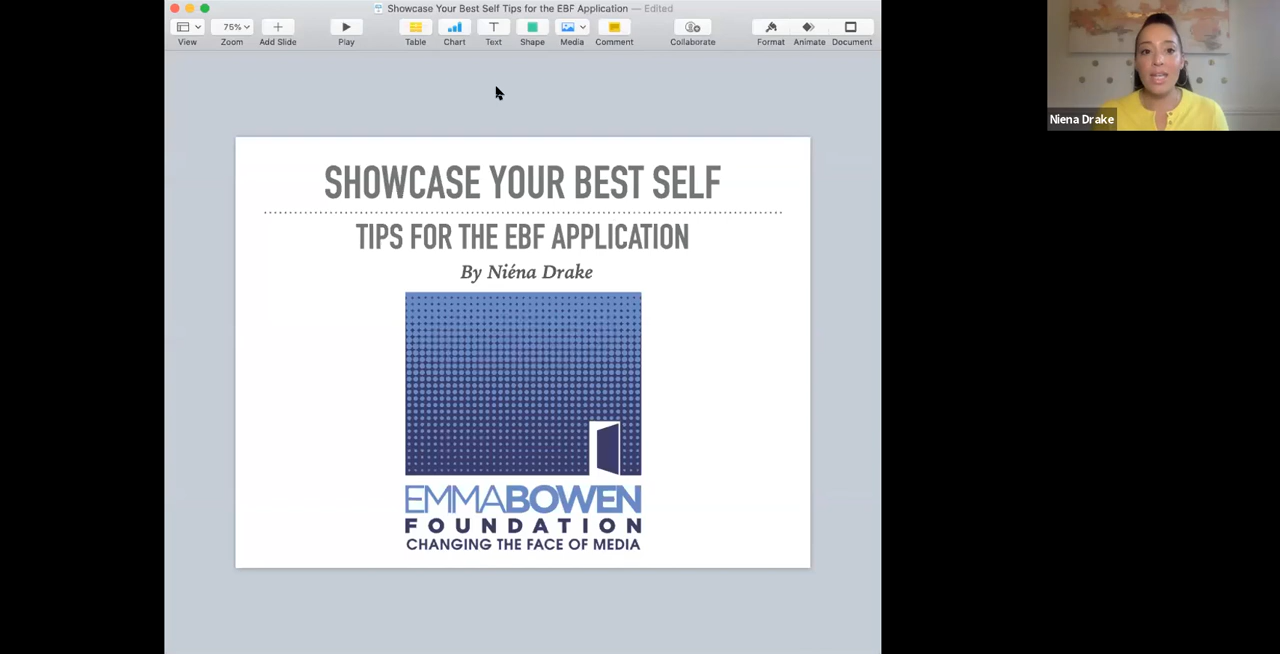 Showcase Your Best Self Tips for the EBF Application — Edited
75%
View
Zoom
Add Slide
Play
Table
Chart
Text
Shape
Media
Comment
Collaborate
Format
Animate
Document
Niena Drake
SHOWCASE YOUR BEST SELF
TIPS FOR THE EBF APPLICATION
By Niéna Drake
EMMABOWEN
FOUNDATION
CHANGING THE FACE OF MEDIA